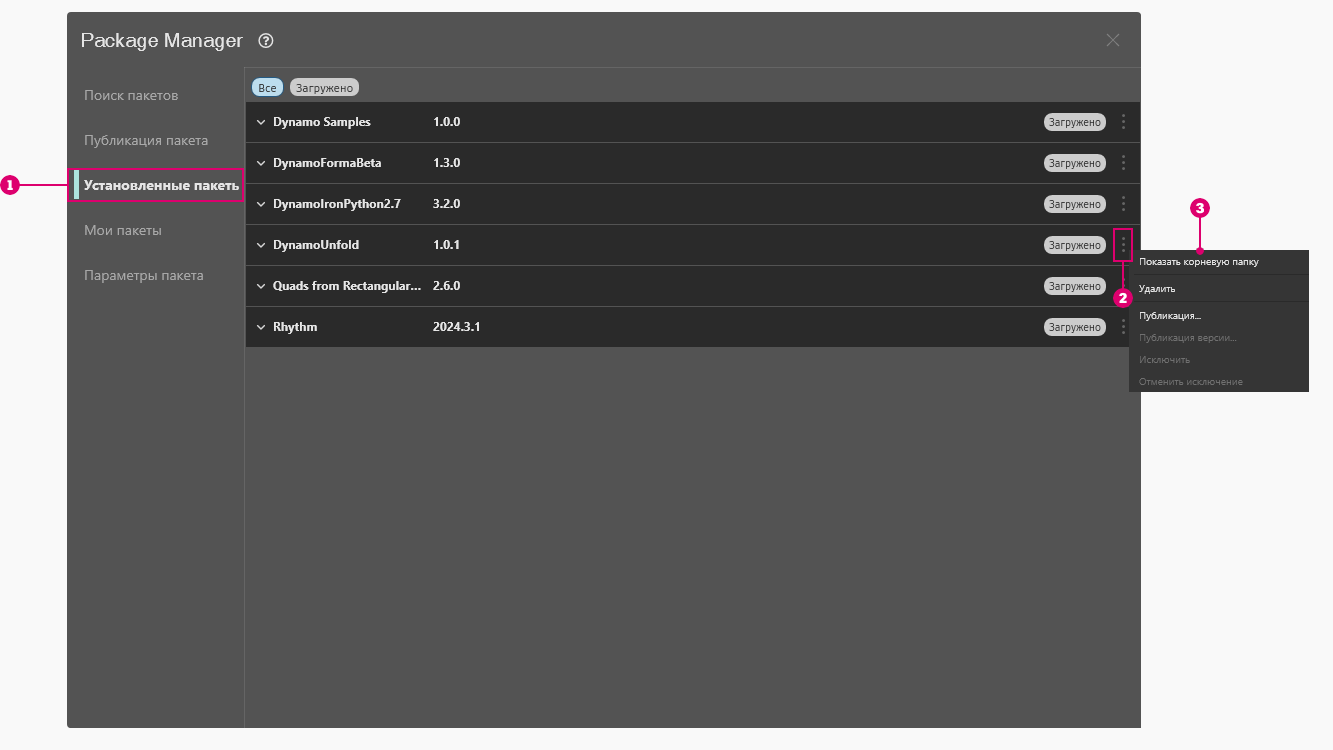 Package Manager ?
Поиск пакетов
Публикация пакета
1
Установленные пакеть
Мои пакеты
Параметры пакета
Все Загружено
Dynamo Samples 1.0.0 Загружено
DynamoFormaBeta 1.3.0 Загружено
DynamoIronPython2.7 3.2.0 Загружено
DynamoUnfold 1.0.1 Загружено
Quads from Rectangular... 2.6.0 Загружено
Rhythm 2024.3.1 Загружено
2
3
Показать корневую папку
Удалить
Публикация...
Публикация версии...
Исключить
Отменить исключение